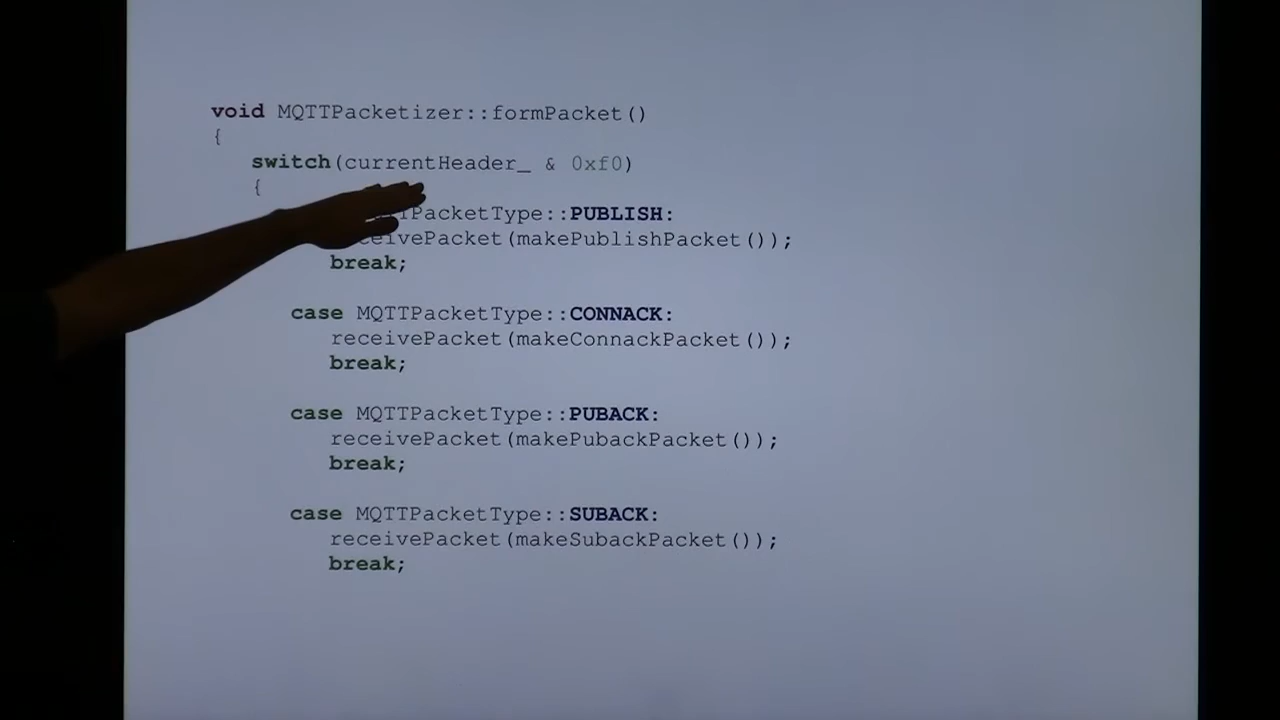 void MQTTPacketizer::formPacket()
{
switch(currentHeader_ & 0xf0)
{
PacketType::PUBLISH:
ceivePacket(makePublishPacket());
break;
case MQTTPacketType::CONNACK:
receivePacket(makeConnackPacket());
break;
case MQTTPacketType::PUBACK:
receivePacket(makePubackPacket());
break;
case MQTTPacketType::SUBACK:
receivePacket(makeSubackPacket());
break;